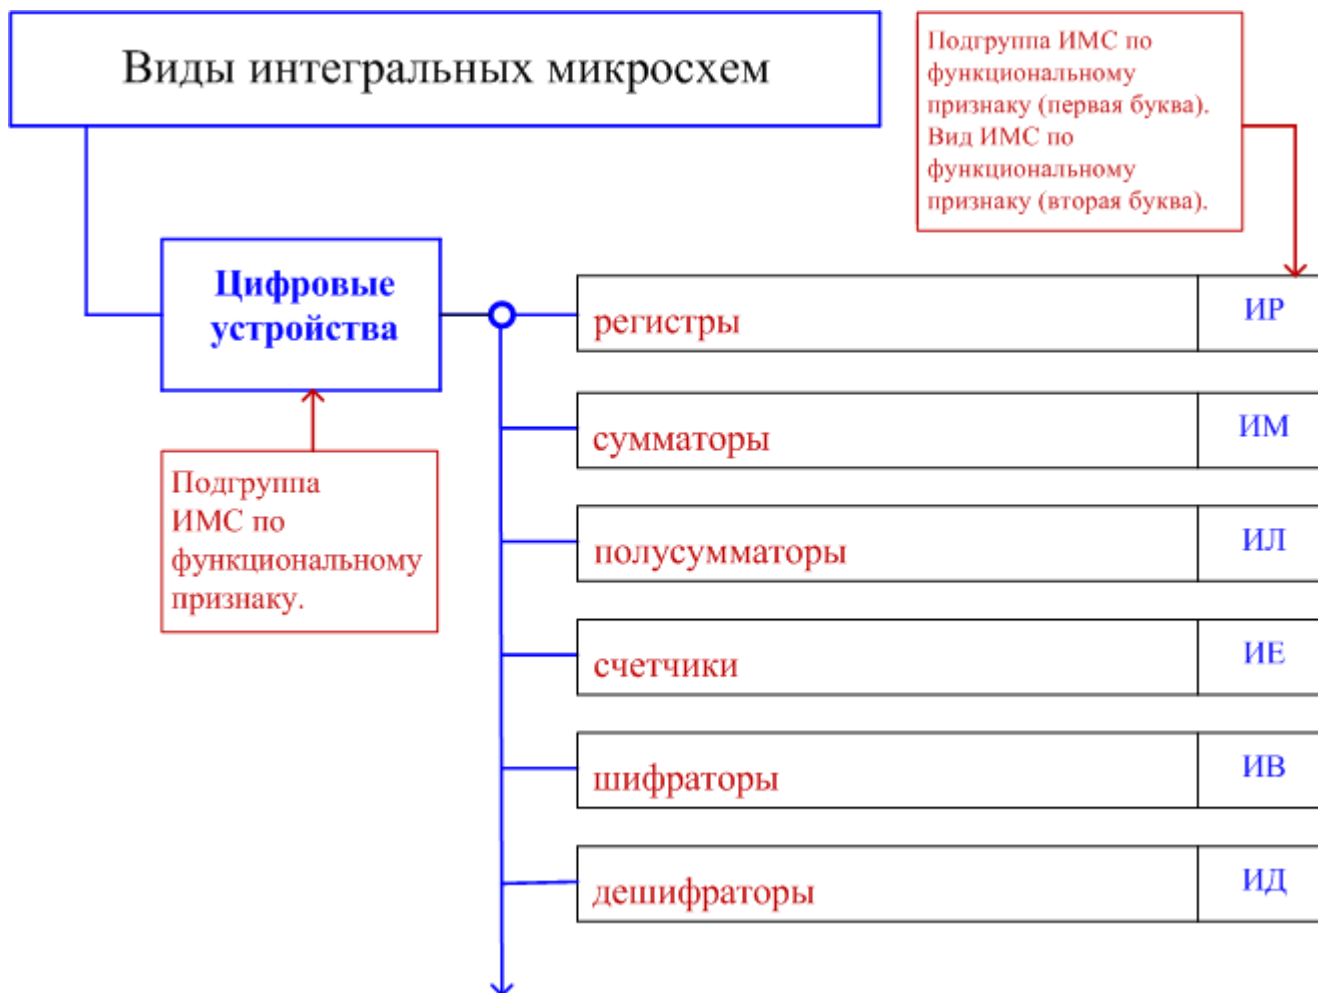 Виды интегральных микросхем
Подгруппа ИМС по
функциональному
признаку (первая буква).
Вид ИМС по
функциональному
признаку (вторая буква).
Цифровые
устройства
Подгруппа
ИМС по
функциональному
признаку.
регистры ИР
сумматоры ИМ
полусумматоры ИЛ
счетчики ИЕ
шифраторы ИВ
дешифраторы ИД